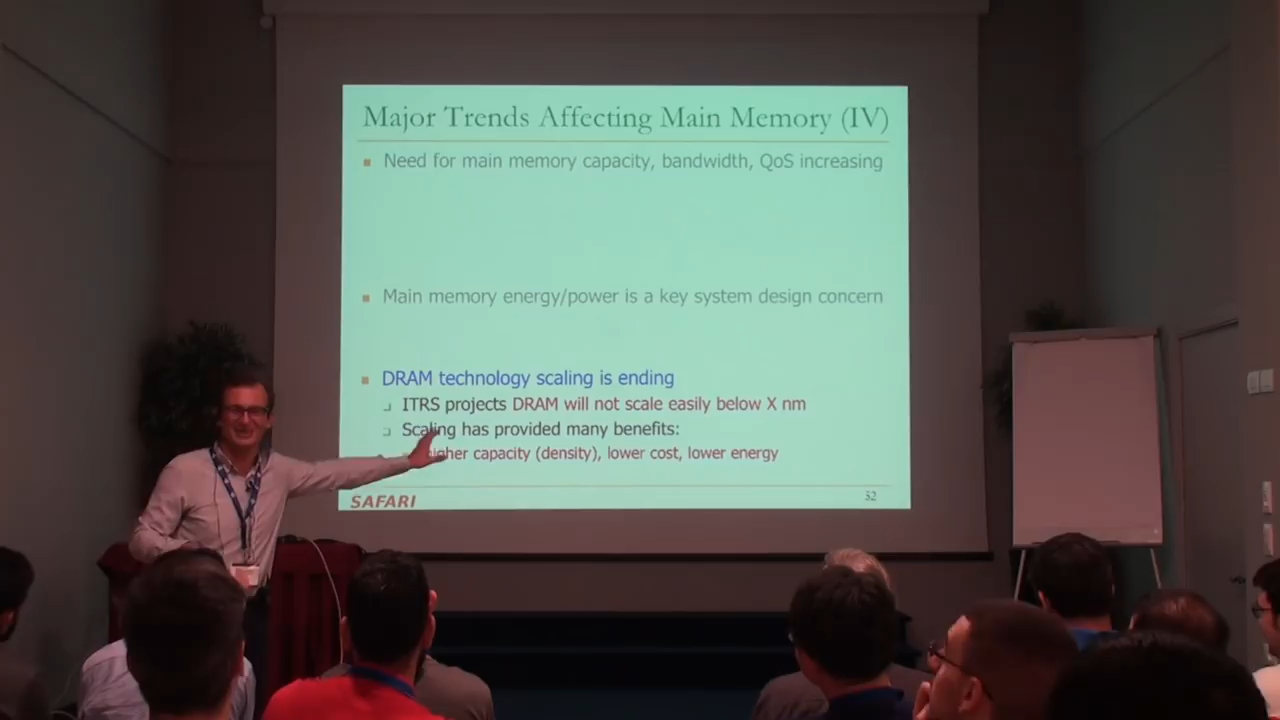 Major Trends Affecting Main Memory (IV)
Need for main memory capacity, bandwidth, QoS increasing
Main memory energy/power is a key system design concern
DRAM technology scaling is ending
ITRS projects DRAM will not scale easily below X nm
Scaling has provided many benefits:
higher capacity (density), lower cost, lower energy
SAFARI
52